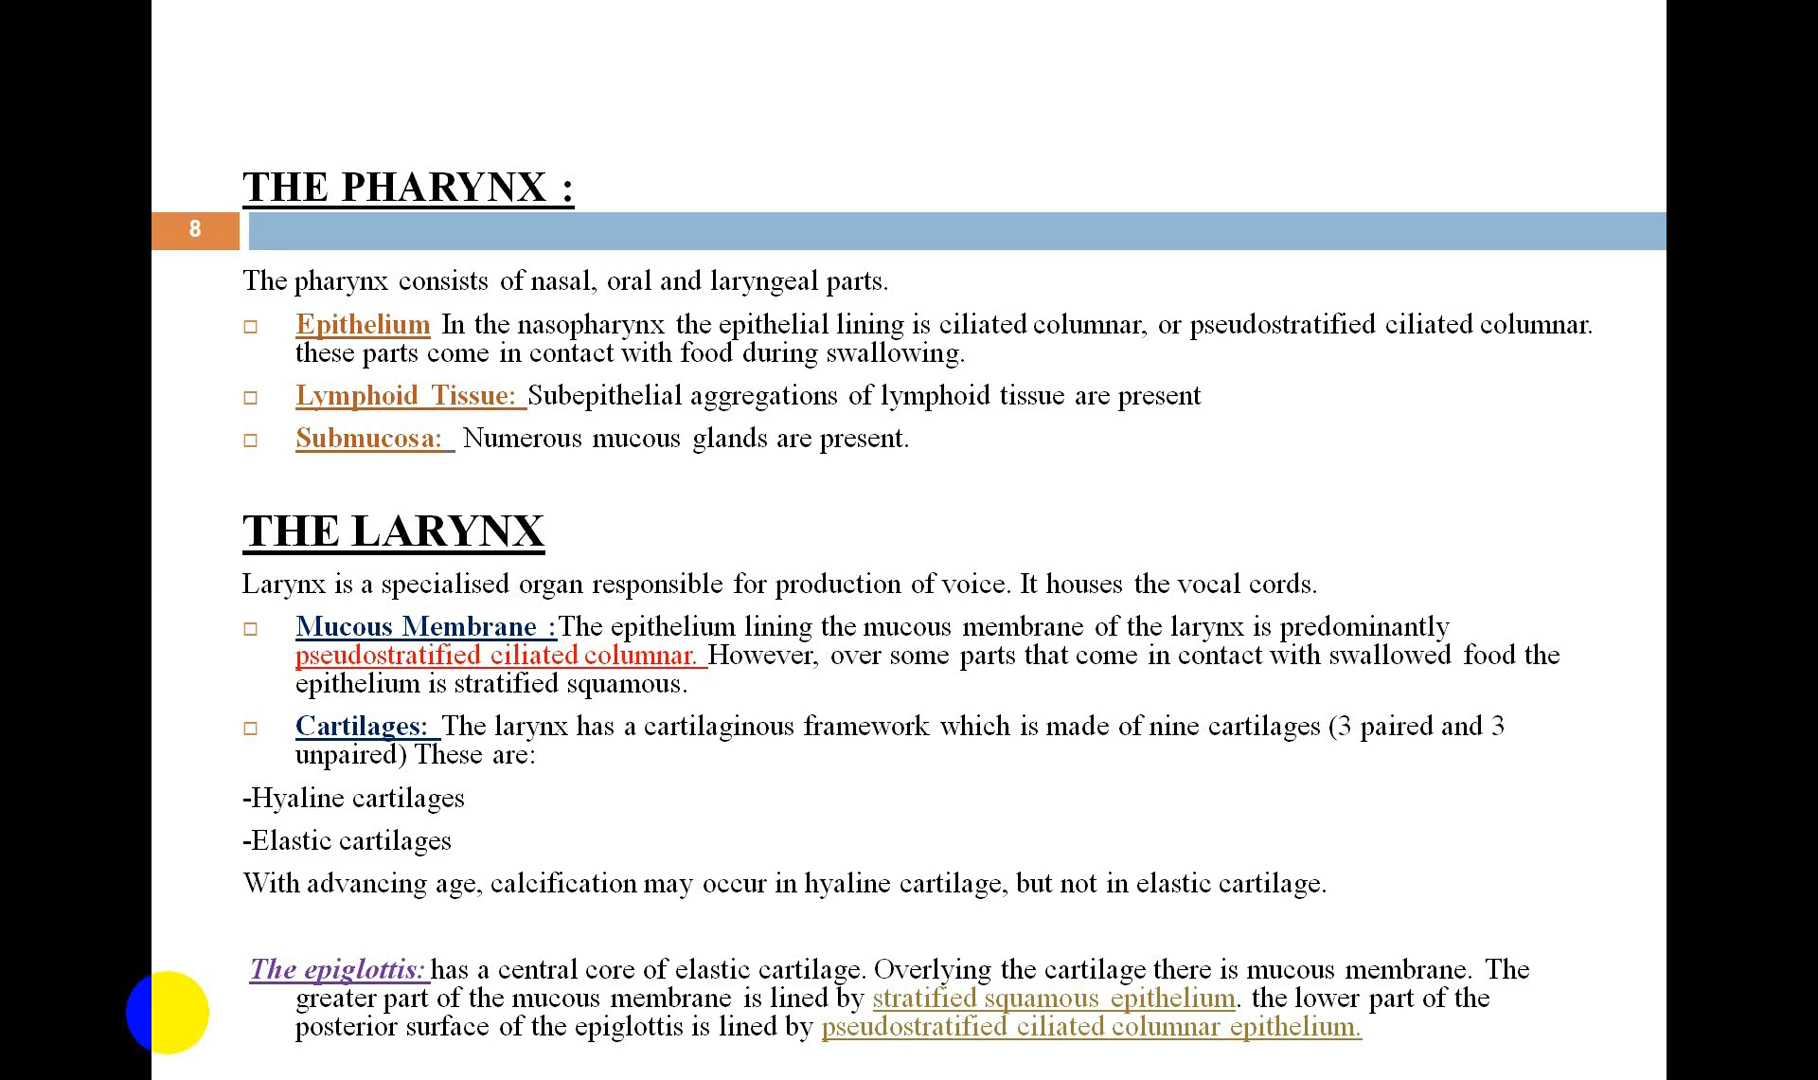 THE PHARYNX :
8
The pharynx consists of nasal, oral and laryngeal parts.
Epithelium In the nasopharynx the epithelial lining is ciliated columnar, or pseudostratified ciliated columnar.
these parts come in contact with food during swallowing.
Lymphoid Tissue: Subepithelial aggregations of lymphoid tissue are present
Submucosa: Numerous mucous glands are present.
THE LARYNX
Larynx is a specialised organ responsible for production of voice. It houses the vocal cords.
Mucous Membrane :The epithelium lining the mucous membrane of the larynx is predominantly
pseudostratified ciliated columnar. However, over some parts that come in contact with swallowed food the
epithelium is stratified squamous.
Cartilages: The larynx has a cartilaginous framework which is made of nine cartilages (3 paired and 3
unpaired) These are:
-Hyaline cartilages
-Elastic cartilages
With advancing age, calcification may occur in hyaline cartilage, but not in elastic cartilage.
The epiglottis: has a central core of elastic cartilage. Overlying the cartilage there is mucous membrane. The
greater part of the mucous membrane is lined by stratified squamous epithelium. the lower part of the
posterior surface of the epiglottis is lined by pseudostratified ciliated columnar epithelium.